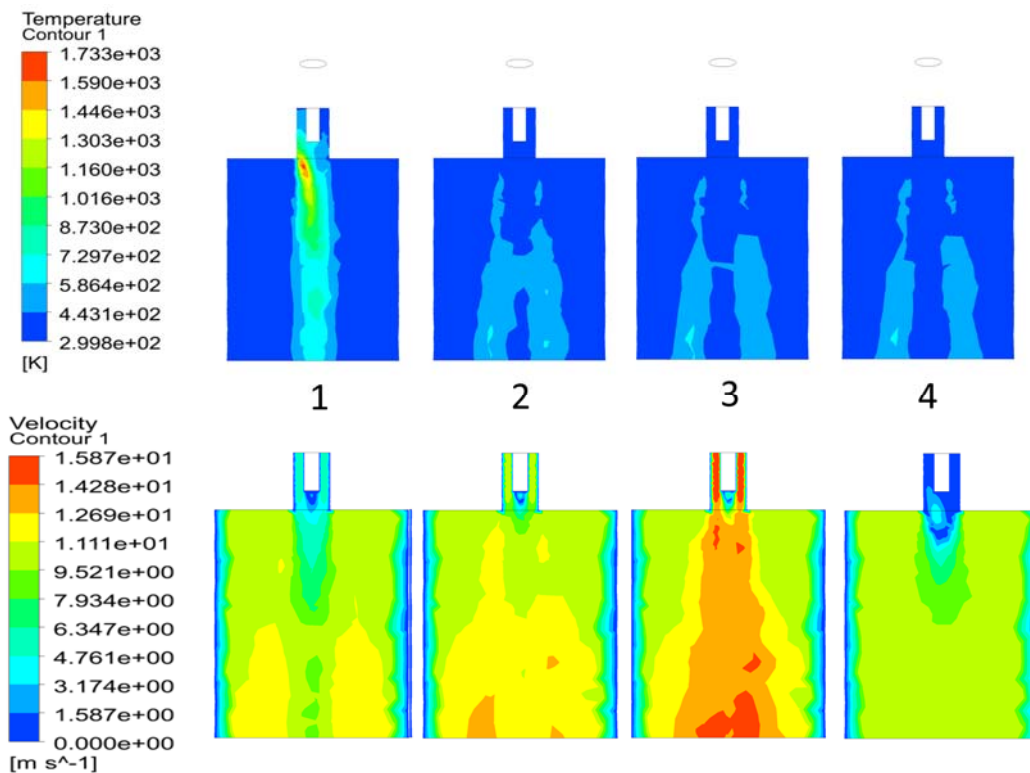 Temperature
Contour 1
1.733e+03
1.590e+03
1.446e+03
1.303e+03
1.160e+03
1.016e+03
8.730e+02
7.297e+02
5.864e+02
4.431e+02
2.998e+02
[K]
1 2 3 4
Velocity
Contour 1
1.587e+01
1.428e+01
1.269e+01
1.111e+01
9.521e+00
7.934e+00
6.347e+00
4.761e+00
3.174e+00
1.587e+00
0.000e+00
[m s^-1]